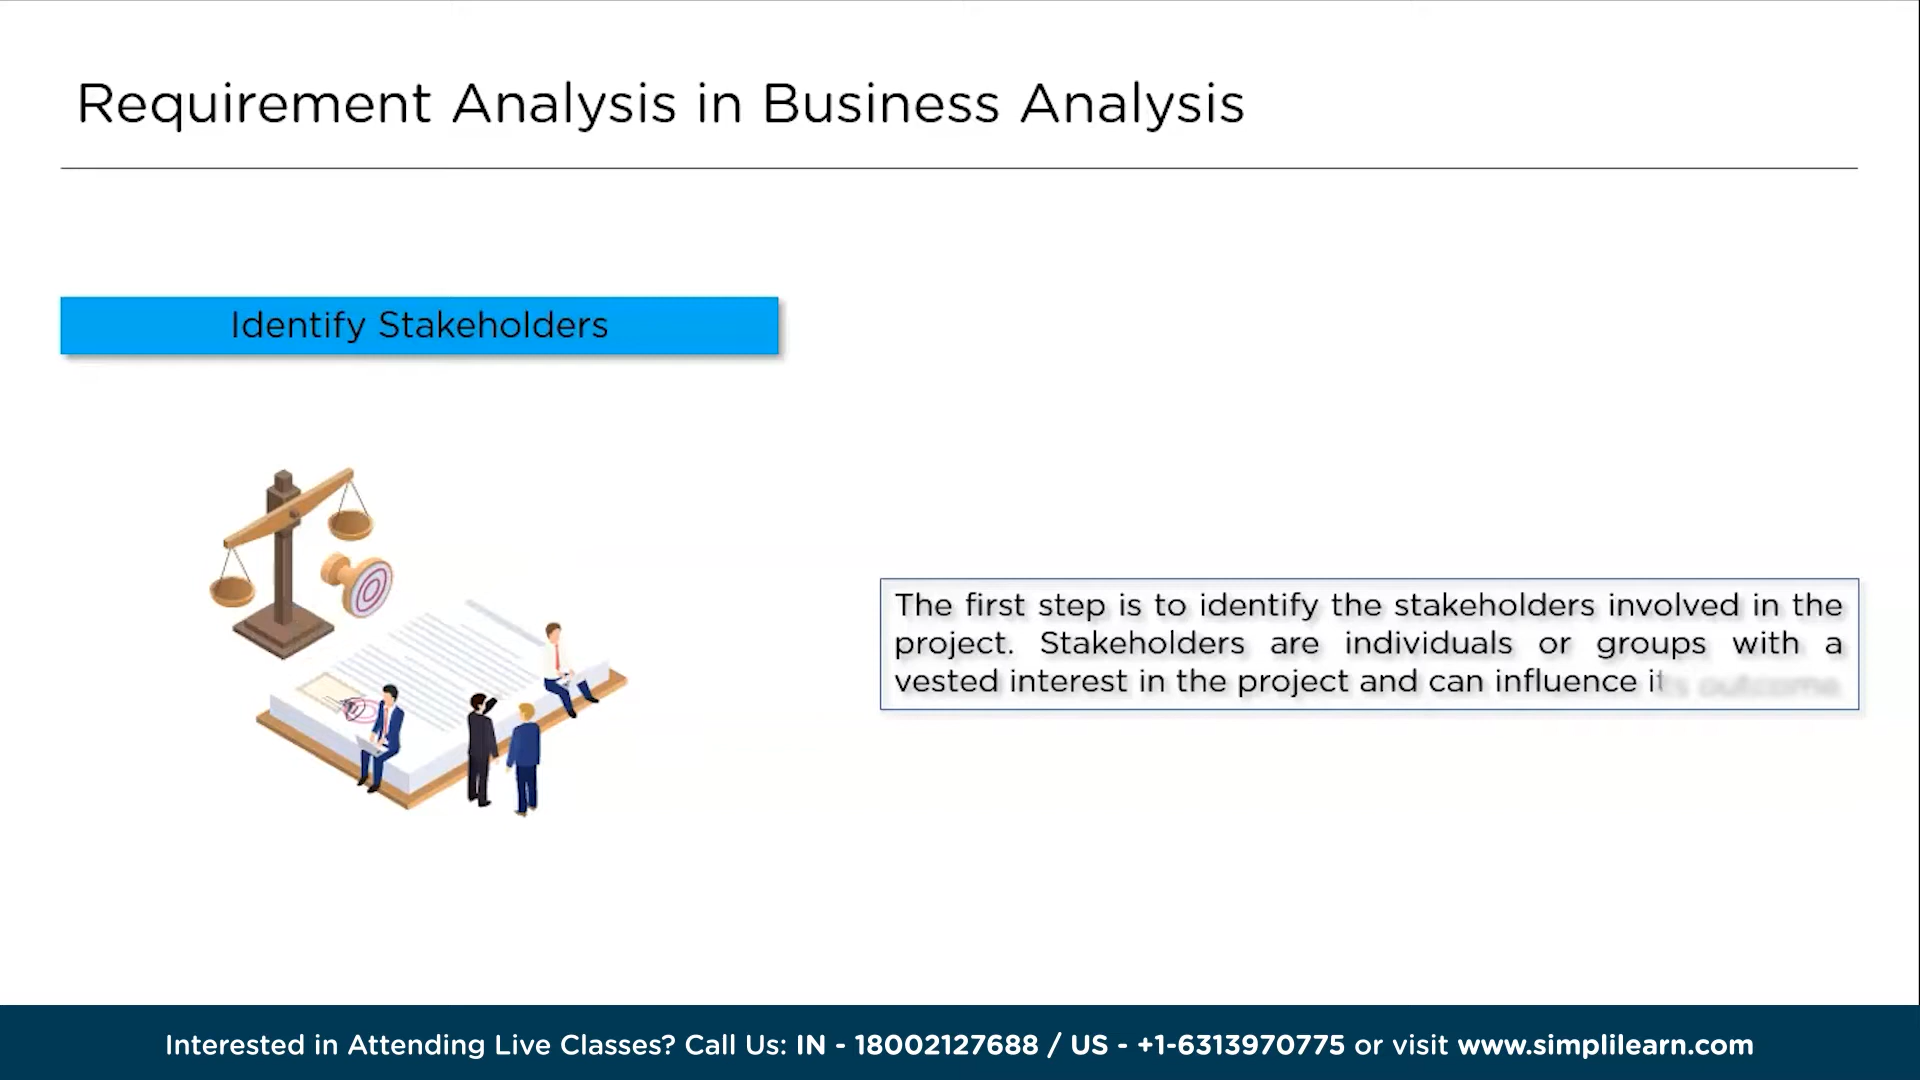 Requirement Analysis in Business Analysis
Identify Stakeholders
The first step is to identify the stakeholders involved in the
project. Stakeholders are individuals or groups with a
vested interest in the project and can influence its outcome.
Interested in Attending Live Classes? Call Us: IN - 18002127688 / US - +1-6313970775 or visit www.simplilearn.com